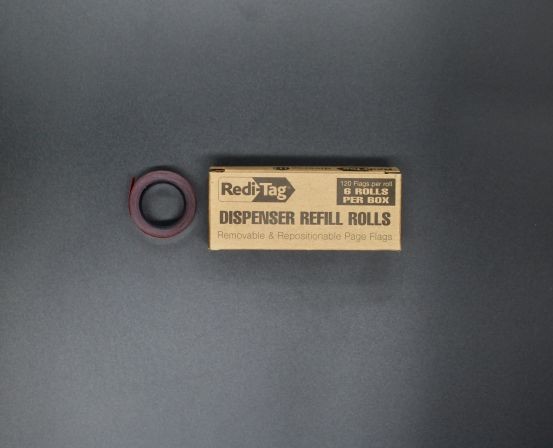 Redi-Tag®
120 Flags per roll
6 ROLLS
PER BOX
DISPENSER REFILL ROLLS
Removable & Repositionable Page Flags